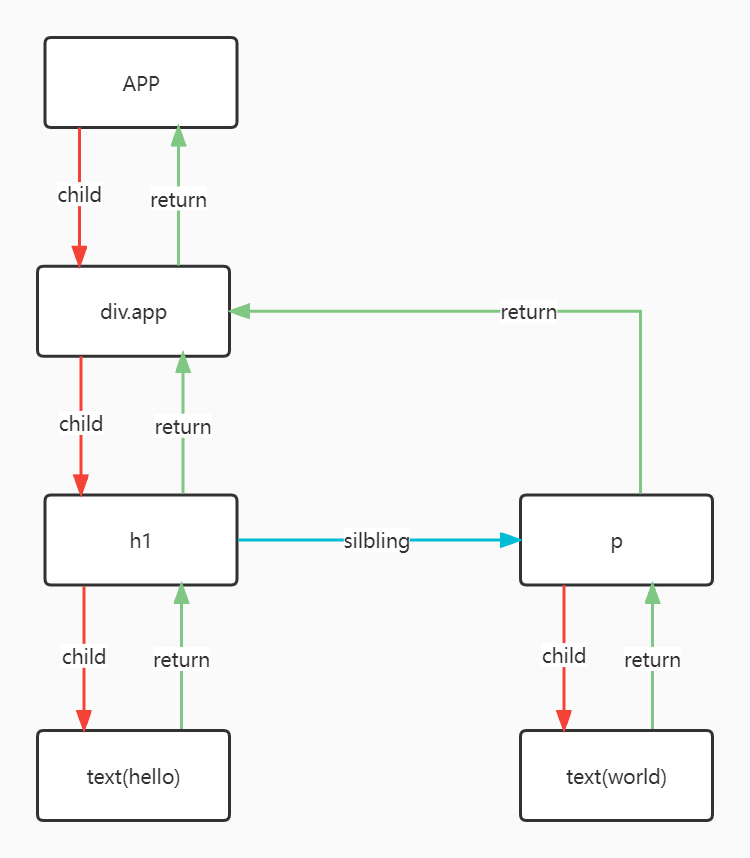 APP
child
return
div.app
return
child
return
h1
silbling
p
child
return
child
return
text(hello)
text(world)